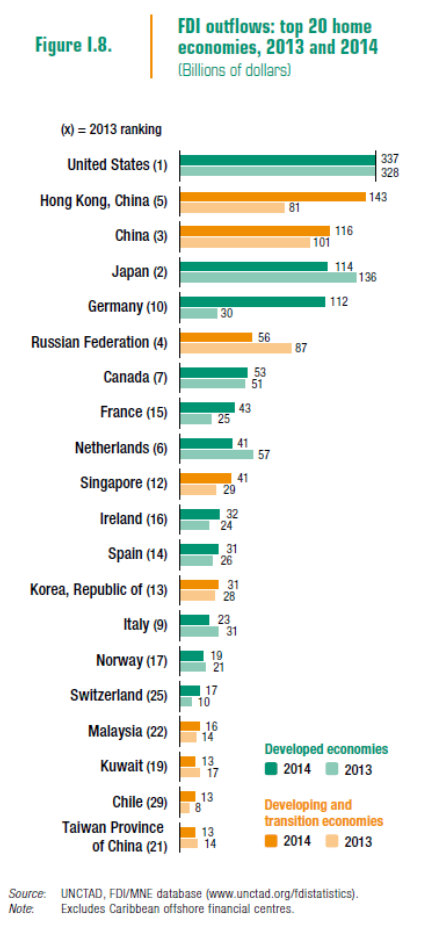 Figure I.8.
FDI outflows: top 20 home
economies, 2013 and 2014
(Billions of dollars)
(x) = 2013 ranking
United States (1)
337
328
Hong Kong, China (5)
143
81
China (3)
116
101
Japan (2)
114
136
Germany (10)
112
30
Russian Federation (4)
56
87
Canada (7)
53
51
France (15)
43
25
Netherlands (6)
41
57
Singapore (12)
41
29
Ireland (16)
32
24
Spain (14)
31
26
Korea, Republic of (13)
31
28
Italy (9)
23
31
Norway (17)
19
21
Switzerland (25)
17
10
Malaysia (22)
16
14
Kuwait (19)
13
17
Chile (29)
13
8
Taiwan Province
of China (21)
13
14
Developed economies
2014 2013
Developing and
transition economies
2014 2013
Source: UNCTAD, FDI/MNE database (www.unctad.org/fdistatistics).
Note: Excludes Caribbean offshore financial centres.